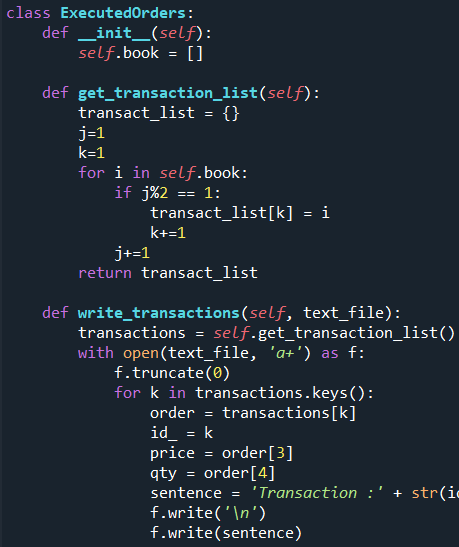 class ExecutedOrders:
    def __init__(self):
        self.book = []

    def get_transaction_list(self):
        transact_list = {}
        j=1
        k=1
        for i in self.book:
            if j%2 == 1:
                transact_list[k] = i
                k+=1
            j+=1
        return transact_list

    def write_transactions(self, text_file):
        transactions = self.get_transaction_list()
        with open(text_file, 'a+') as f:
            f.truncate(0)
            for k in transactions.keys():
                order = transactions[k]
                id_ = k
                price = order[3]
                qty = order[4]
                sentence = 'Transaction :' + str(i
                f.write('\n')
                f.write(sentence)